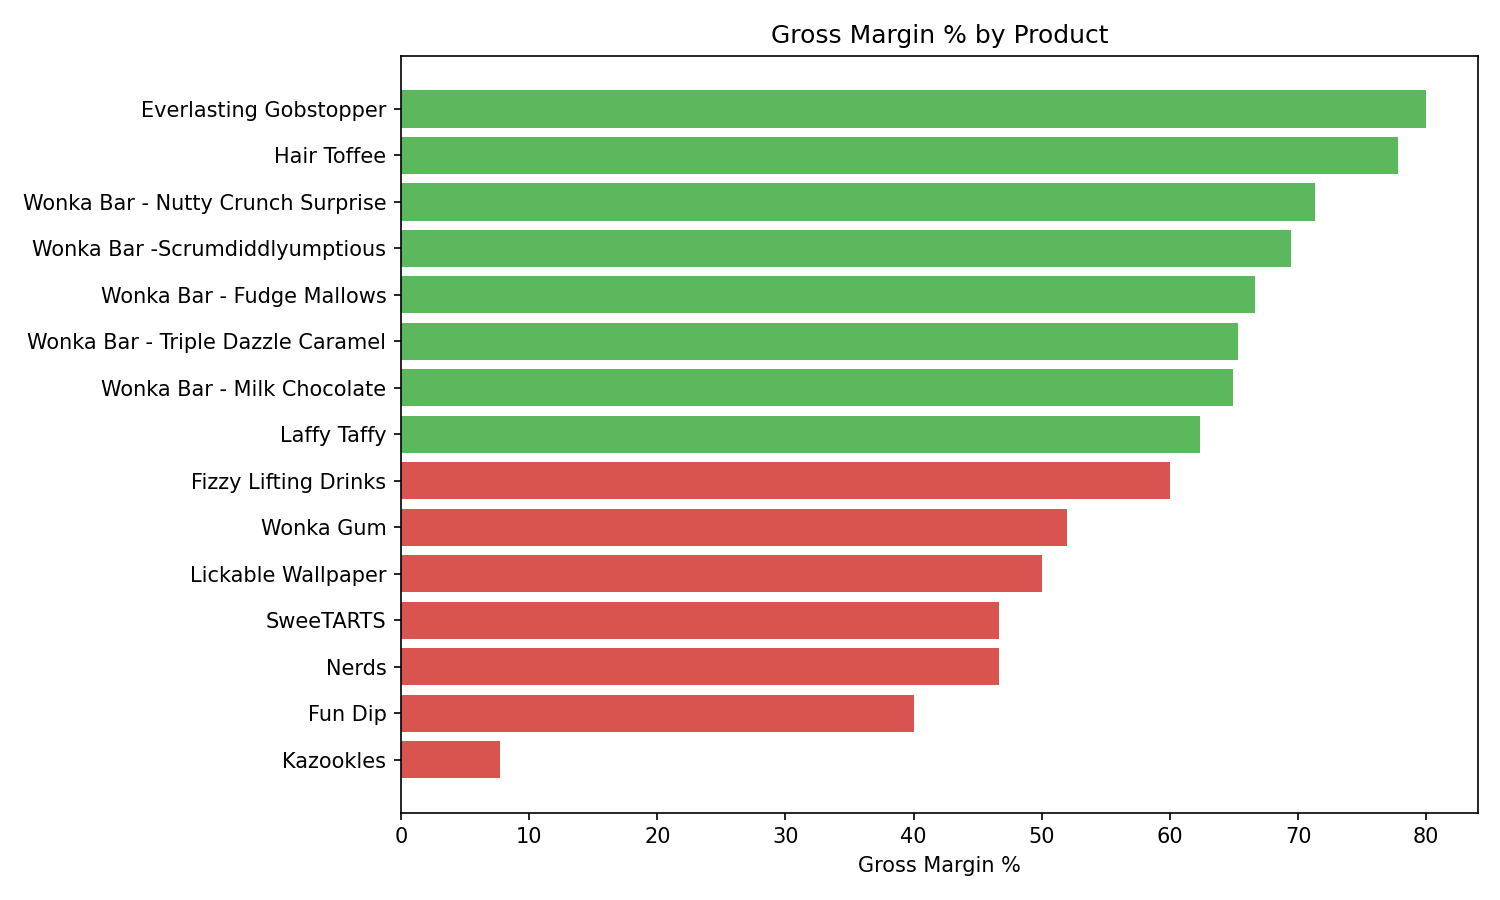 Gross Margin % by Product
Everlasting Gobstopper
Hair Toffee
Wonka Bar - Nutty Crunch Surprise
Wonka Bar -Scrumdiddlyumptious
Wonka Bar - Fudge Mallows
Wonka Bar - Triple Dazzle Caramel
Wonka Bar - Milk Chocolate
Laffy Taffy
Fizzy Lifting Drinks
Wonka Gum
Lickable Wallpaper
SweeTARTS
Nerds
Fun Dip
Kazookles
0 10 20 30 40 50 60 70 80
Gross Margin %